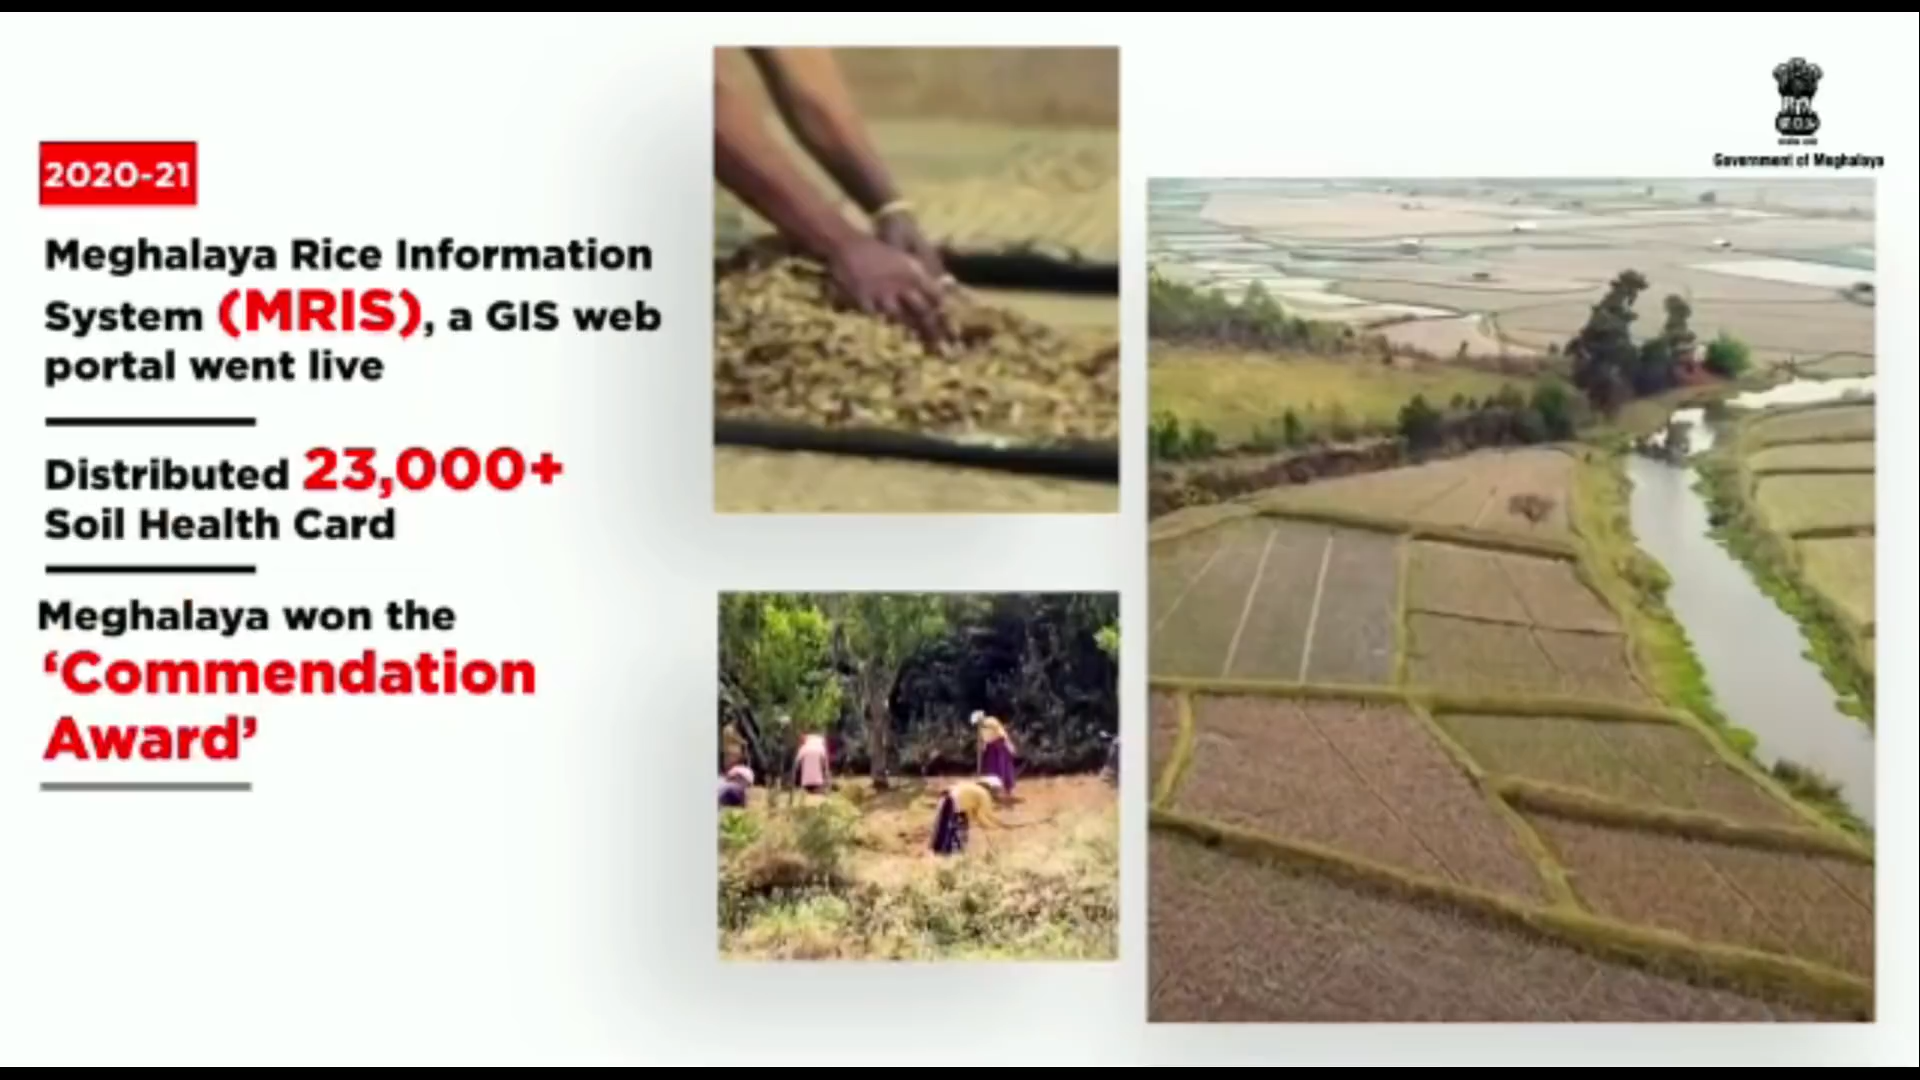 2020-21
Meghalaya Rice Information
System (MRIS), a GIS web
portal went live
Distributed 23,000+
Soil Health Card
Meghalaya won the
‘Commendation
Award’
Government of Meghalaya